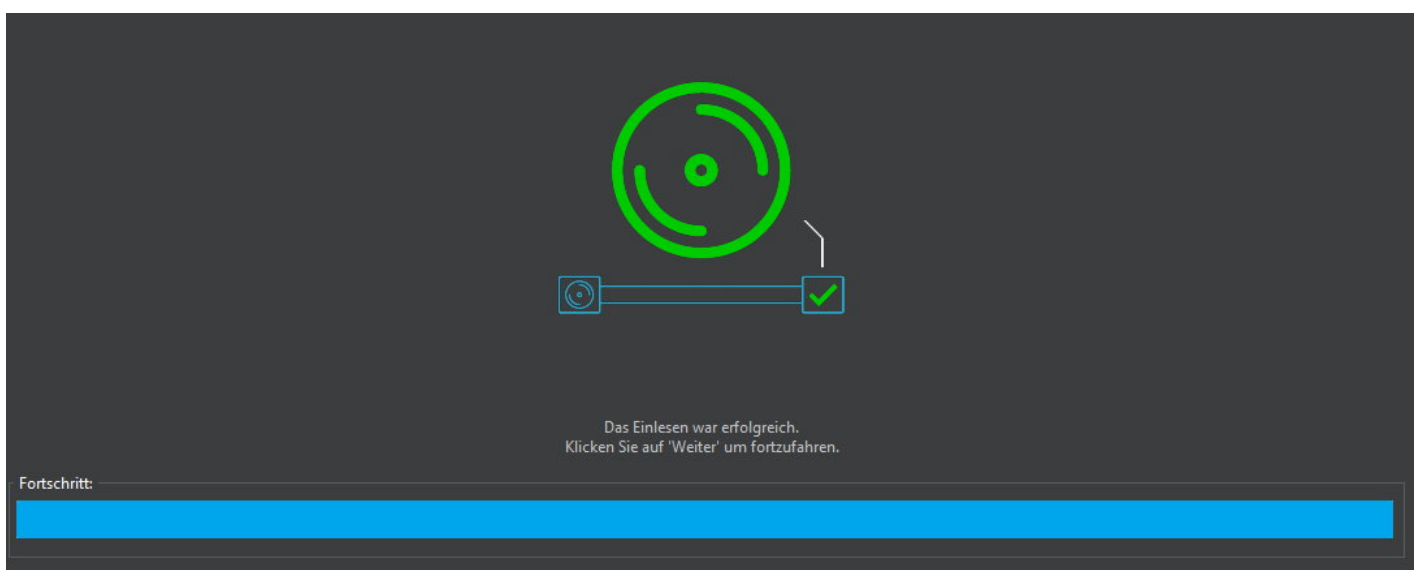 Das Einlesen war erfolgreich.
Klicken Sie auf 'Weiter' um fortzufahren.
Fortschritt: